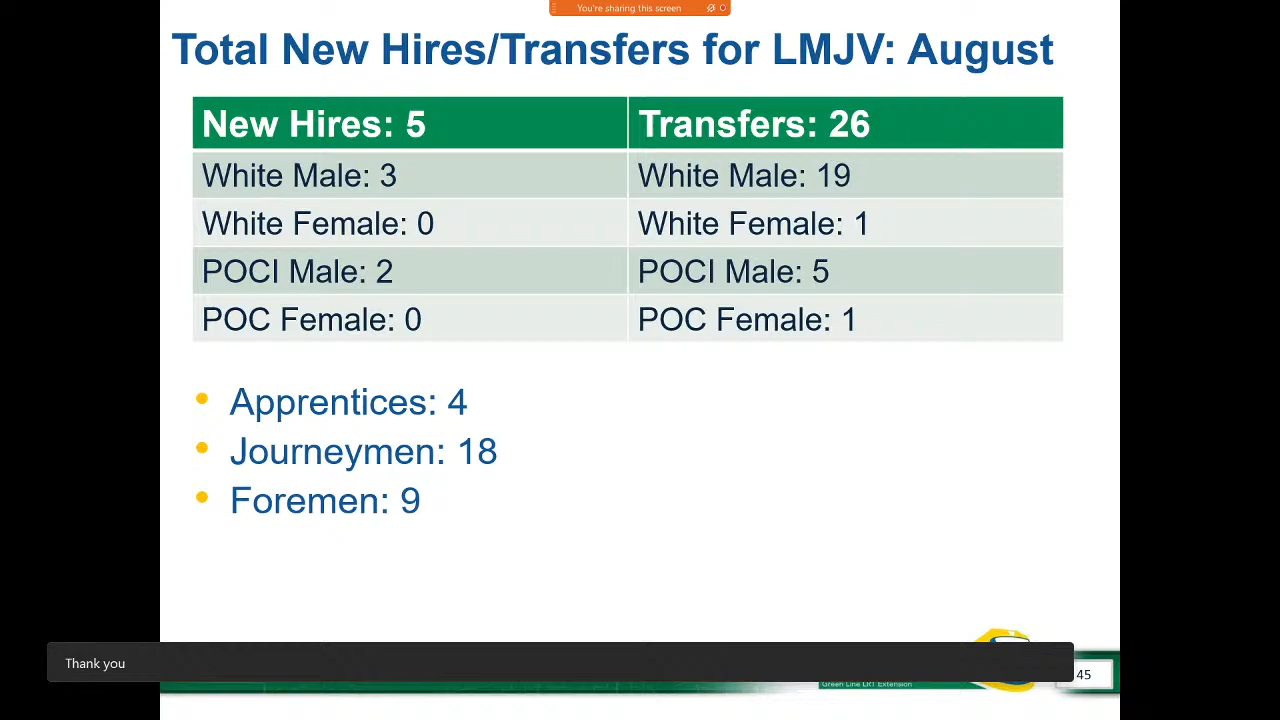 You're sharing this screen
Total New Hires/Transfers for LMJV: August
New Hires: 5
Transfers: 26
White Male: 3
White Male: 19
White Female: 0
White Female: 1
POCI Male: 2
POCI Male: 5
POC Female: 0
POC Female: 1
Apprentices: 4
Journeymen: 18
Foremen: 9
Thank you
Green Line LRT Extension
45